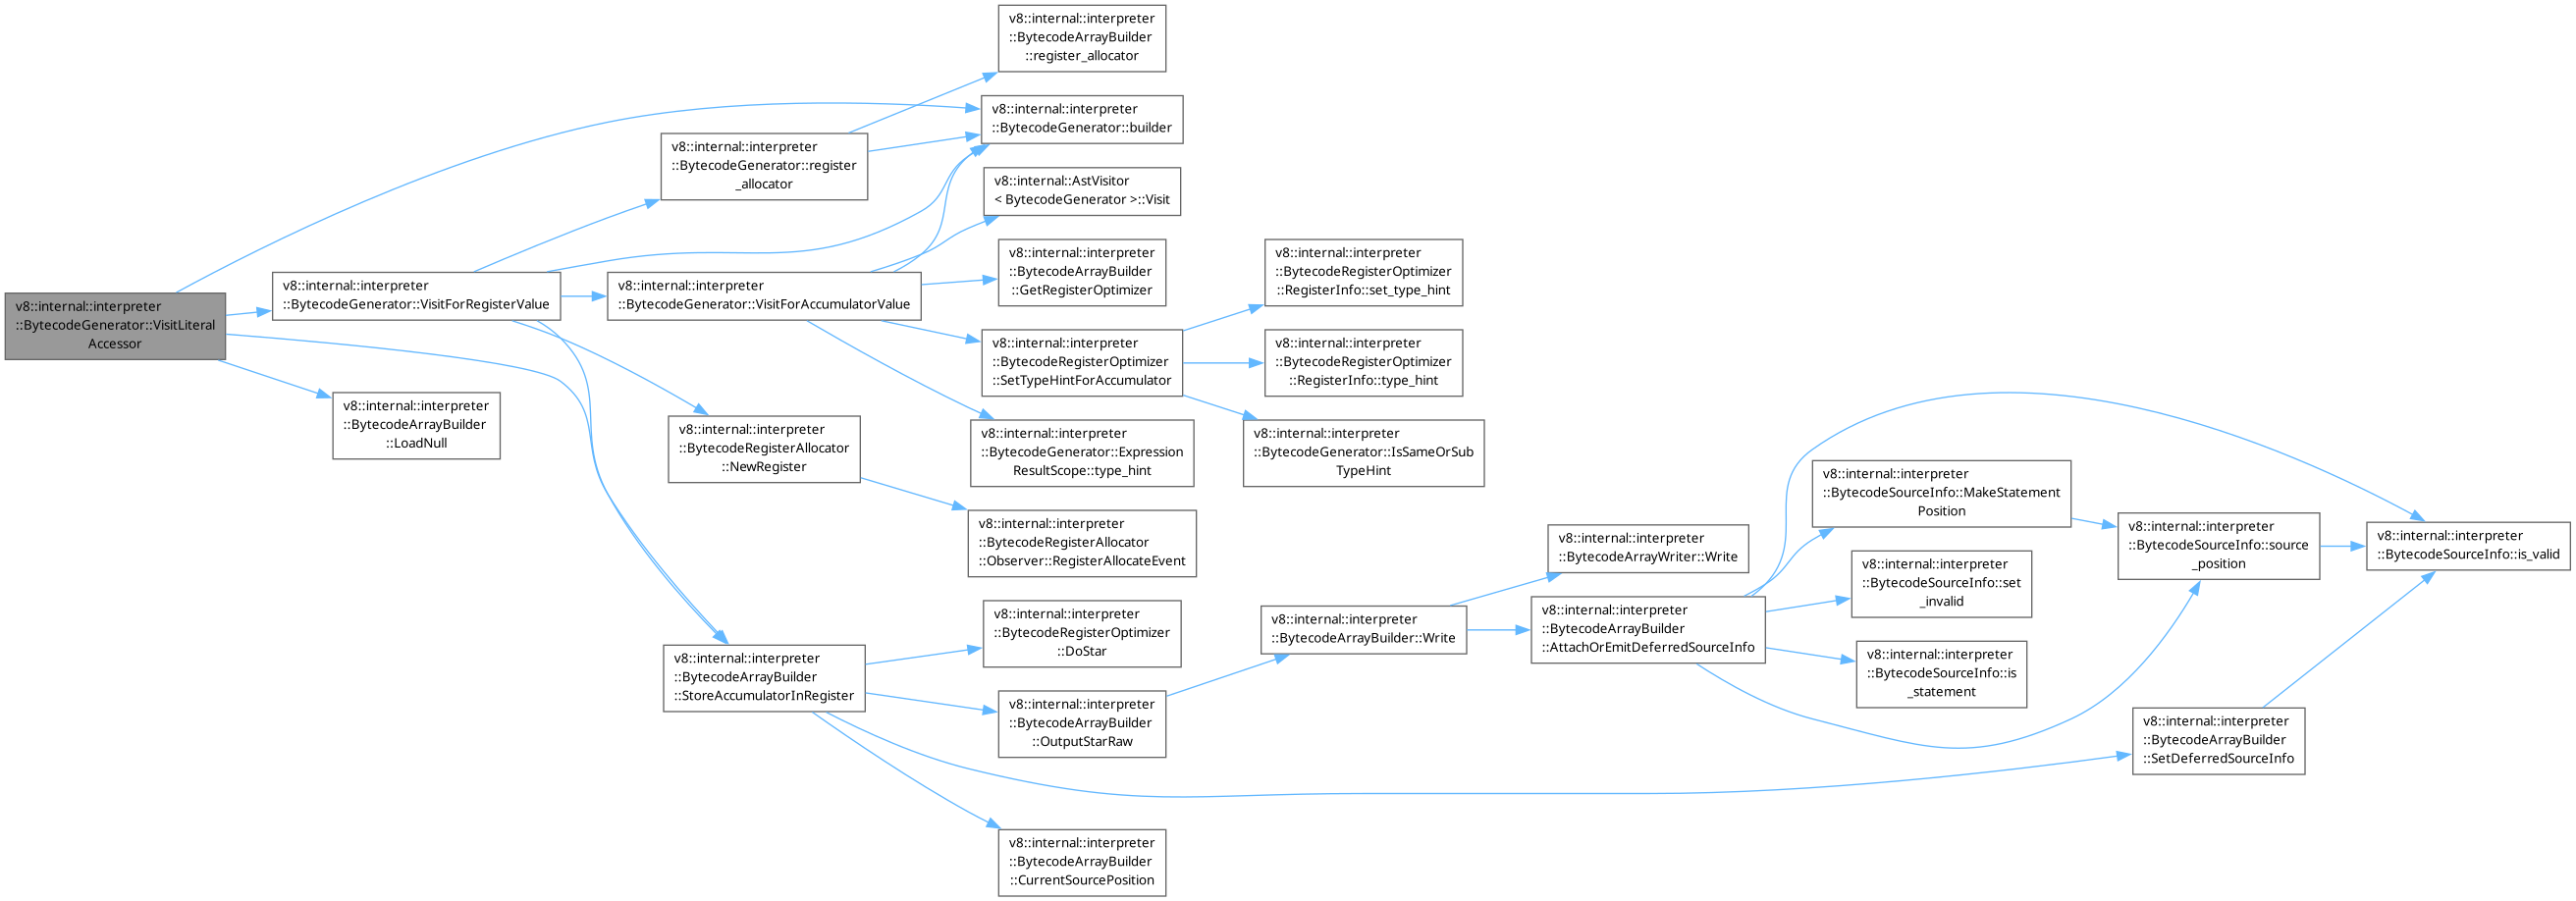 v8::internal::interpreter
::BytecodeGenerator::VisitLiteral
Accessor
v8::internal::interpreter
::BytecodeGenerator::VisitForRegisterValue
v8::internal::interpreter
::BytecodeArrayBuilder
::LoadNull
v8::internal::interpreter
::BytecodeGenerator::register
_allocator
v8::internal::interpreter
::BytecodeGenerator::VisitForAccumulatorValue
v8::internal::interpreter
::BytecodeRegisterAllocator
::NewRegister
v8::internal::interpreter
::BytecodeArrayBuilder
::StoreAccumulatorInRegister
v8::internal::interpreter
::BytecodeArrayBuilder
::register_allocator
v8::internal::interpreter
::BytecodeGenerator::builder
v8::internal::AstVisitor
< BytecodeGenerator >::Visit
v8::internal::interpreter
::BytecodeArrayBuilder
::GetRegisterOptimizer
v8::internal::interpreter
::BytecodeRegisterOptimizer
::SetTypeHintForAccumulator
v8::internal::interpreter
::BytecodeGenerator::Expression
ResultScope::type_hint
v8::internal::interpreter
::BytecodeRegisterAllocator
::Observer::RegisterAllocateEvent
v8::internal::interpreter
::BytecodeRegisterOptimizer
::DoStar
v8::internal::interpreter
::BytecodeArrayBuilder
::OutputStarRaw
v8::internal::interpreter
::BytecodeArrayBuilder
::CurrentSourcePosition
v8::internal::interpreter
::BytecodeRegisterOptimizer
::RegisterInfo::set_type_hint
v8::internal::interpreter
::BytecodeRegisterOptimizer
::RegisterInfo::type_hint
v8::internal::interpreter
::BytecodeGenerator::IsSameOrSub
TypeHint
v8::internal::interpreter
::BytecodeArrayBuilder::Write
v8::internal::interpreter
::BytecodeArrayWriter::Write
v8::internal::interpreter
::BytecodeArrayBuilder
::AttachOrEmitDeferredSourceInfo
v8::internal::interpreter
::BytecodeSourceInfo::MakeStatement
Position
v8::internal::interpreter
::BytecodeSourceInfo::set
_invalid
v8::internal::interpreter
::BytecodeSourceInfo::is
_statement
v8::internal::interpreter
::BytecodeSourceInfo::source
_position
v8::internal::interpreter
::BytecodeArrayBuilder
::SetDeferredSourceInfo
v8::internal::interpreter
::BytecodeSourceInfo::is_valid